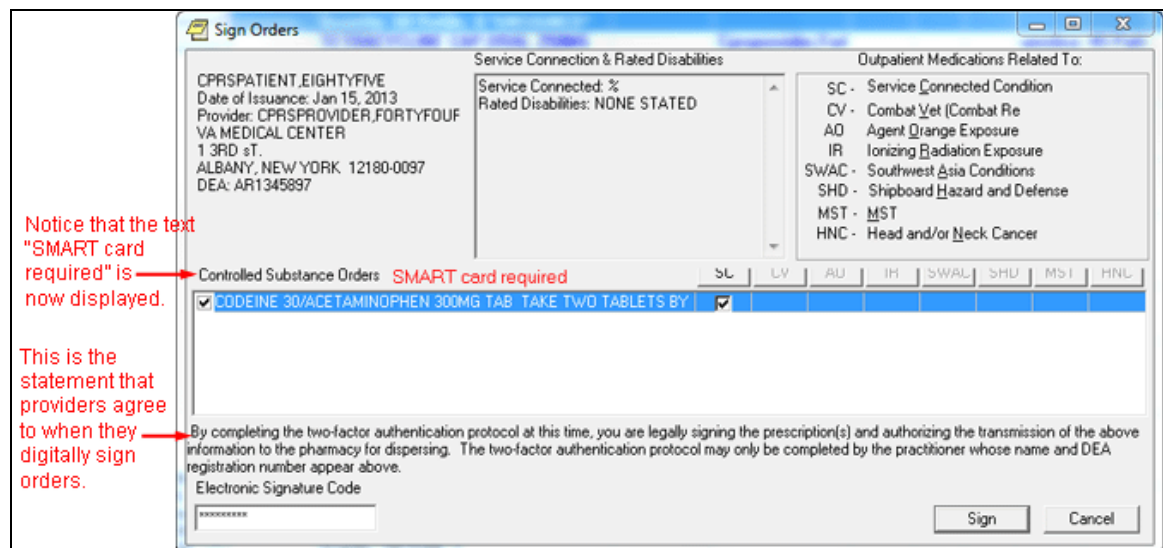 Sign Orders
CPRSPATIENT,EIGHTYFIVE
Date of Issuance: Jan 15, 2013
Provider: CPRSPROVIDER,FORTYFOUR
VA MEDICAL CENTER
1 3RD sT.
ALBANY, NEW YORK 12180-0097
DEA: AR1345897
Service Connection & Rated Disabilities
Service Connected: %
Rated Disabilities: NONE STATED
Outpatient Medications Related To:
SC - Service Connected Condition
CV - Combat Vet (Combat Re
AO Agent Orange Exposure
IR Ionizing Radiation Exposure
SWAC - Southwest Asia Conditions
SHD - Shipboard Hazard and Defense
MST - MST
HNC - Head and/or Neck Cancer
Notice that the text
"SMART card
required" is
now displayed.
Controlled Substance Orders SMART card required SC CV AO IR SWAC SHD MST HNC
CODEINE 30/ACETAMINOPHEN 300MG TAB TAKE TWO TABLETS BY
This is the
statement that
providers agree
to when they
digitally sign
orders.
By completing the two-factor authentication protocol at this time, you are legally signing the prescription(s) and authorizing the transmission of the above
information to the pharmacy for dispersing. The two-factor authentication protocol may only be completed by the practitioner whose name and DEA
registration number appear above.
Electronic Signature Code
*********
Sign Cancel